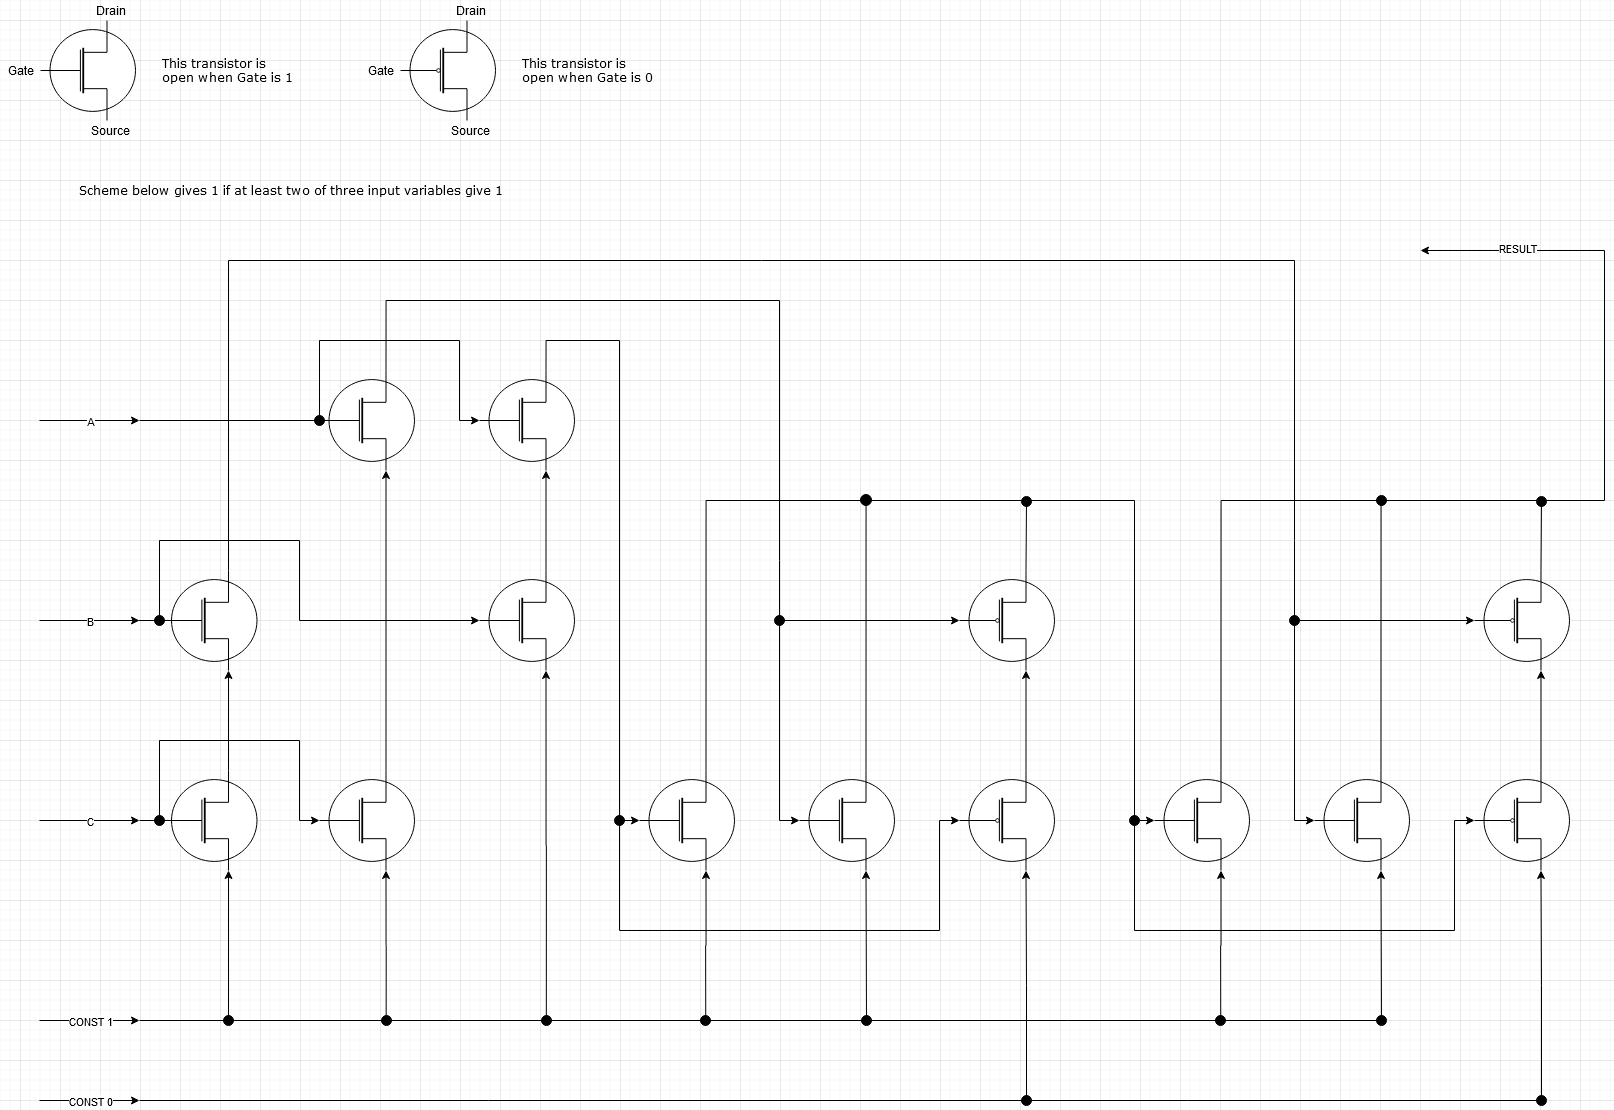 Drain
Gate
Source
This transistor is
open when Gate is 1
Drain
Gate
Source
This transistor is
open when Gate is 0
Scheme below gives 1 if at least two of three input variables give 1
RESULT
A
B
C
CONST 1
CONST 0